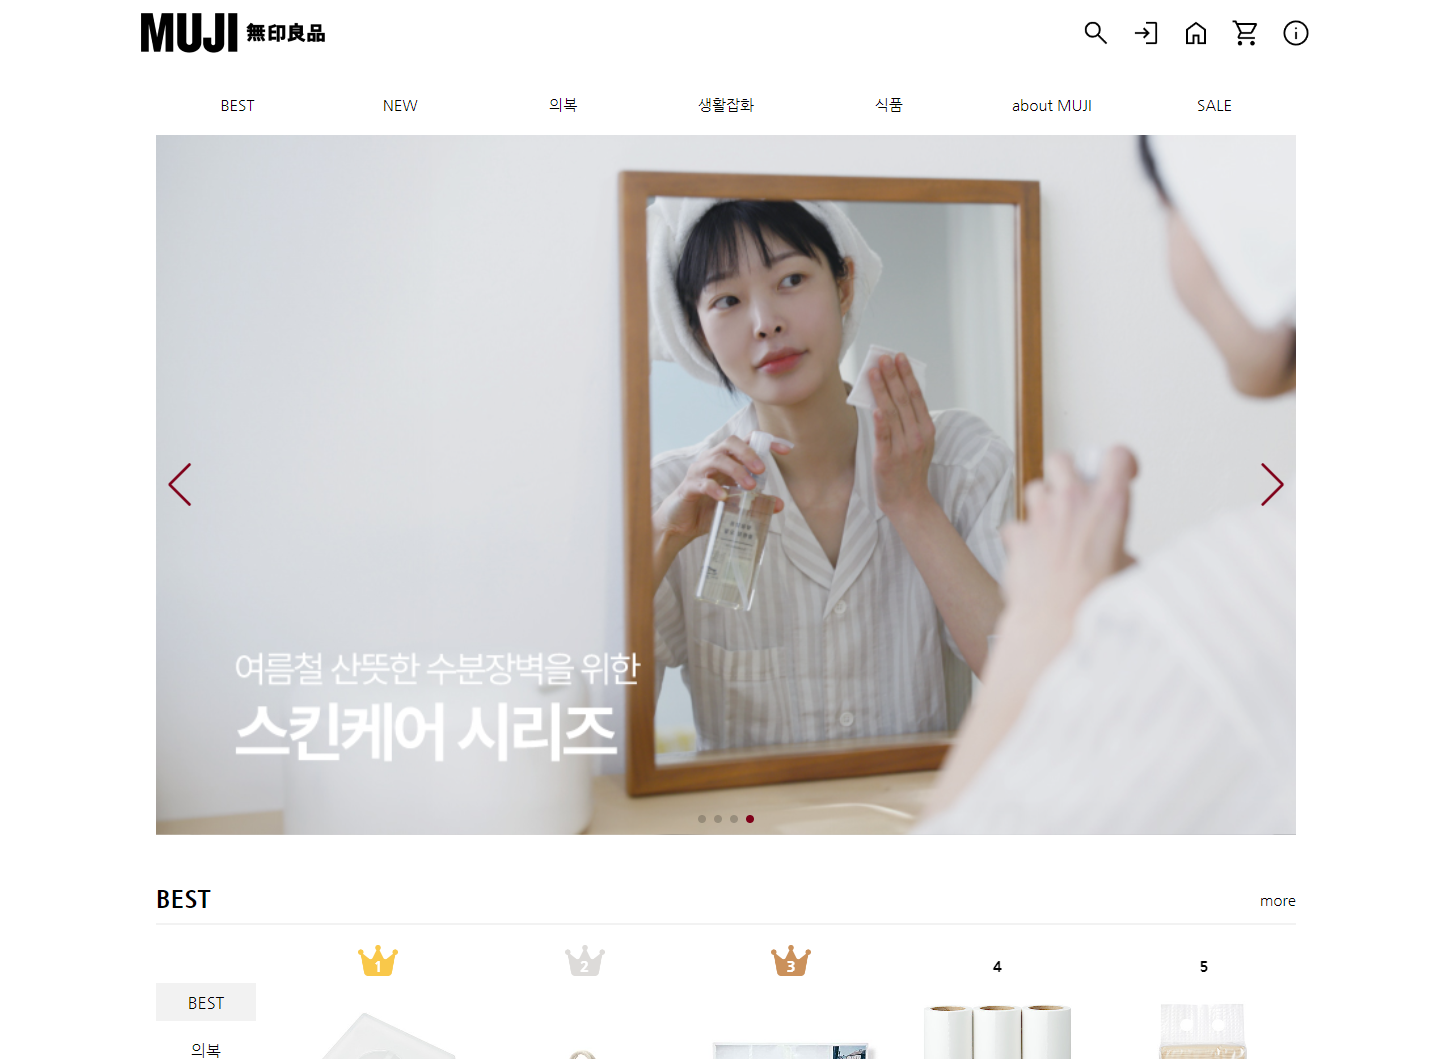 MUJI 無印良品
BEST NEW 의복 생활잡화 식품 about MUJI SALE
여름철 산뜻한 수분장벽을 위한
스킨케어 시리즈
BEST
more
1 2 3 4 5
BEST
의복